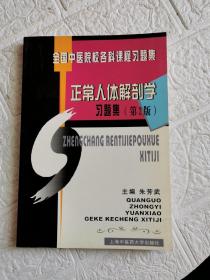 全国中医院校各科课程习题集
正常人体解剖学
习题集(第2版)
ZHENGCHANG RENTIJIEPOUXUE
XITIJI
主编 朱芳武
QUANGUO
ZHONGYI
YUANXIAO
GEKE KECHENG XITIJI
上海中医药大学出版社